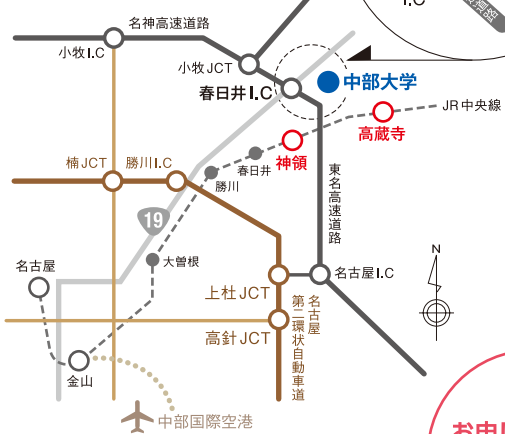 I.C
名神高速道路
小牧I.C
小牧JCT
春日井I.C
中部大学
JR中央線
高蔵寺
神領
春日井
勝川
楠JCT
勝川I.C
東名高速道路
19
大曽根
名古屋
名古屋I.C
上社JCT
高針JCT
名古屋
第二環状自動車道
金山
中部国際空港
N